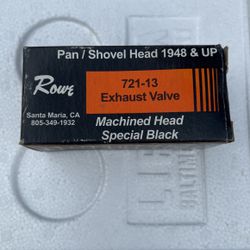 Pan / Shovel Head 1948 & UP
Rowe
721-13
Exhaust Valve
Santa Maria, CA
805-349-1932
Machined Head
Special Black